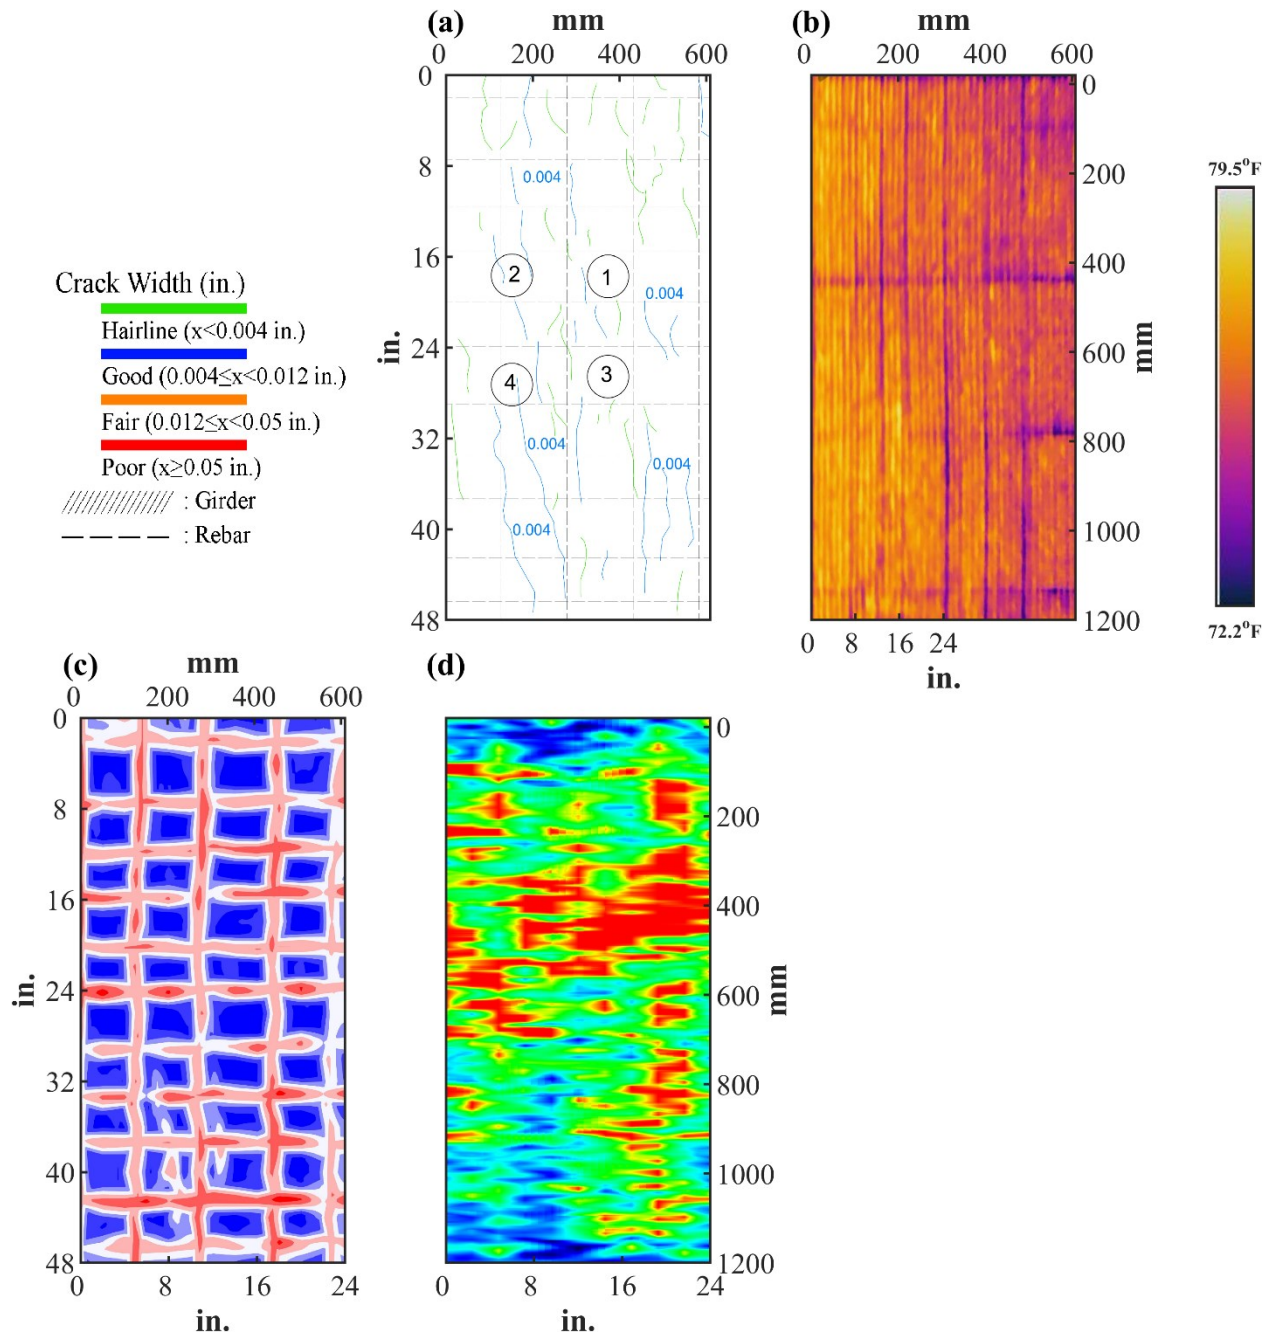 (a)
mm
0 200 400 600
0
8
16
24
32
40
48
in.
0.004
0.004
0.004
0.004
0.004
2
1
4
3
(b)
mm
200 400 600
0
200
400
600
800
1000
1200
mm
0 8 16 24
in.
79.5°F
72.2°F
Crack Width (in.)
Hairline (x<0.004 in.)
Good (0.004≤x<0.012 in.)
Fair (0.012≤x<0.05 in.)
Poor (x≥0.05 in.)
: Girder
: Rebar
(c)
mm
0 200 400 600
0
8
16
24
32
40
48
in.
0 8 16 24
in.
(d)
0
200
400
600
800
1000
1200
mm
0 8 16 24
in.